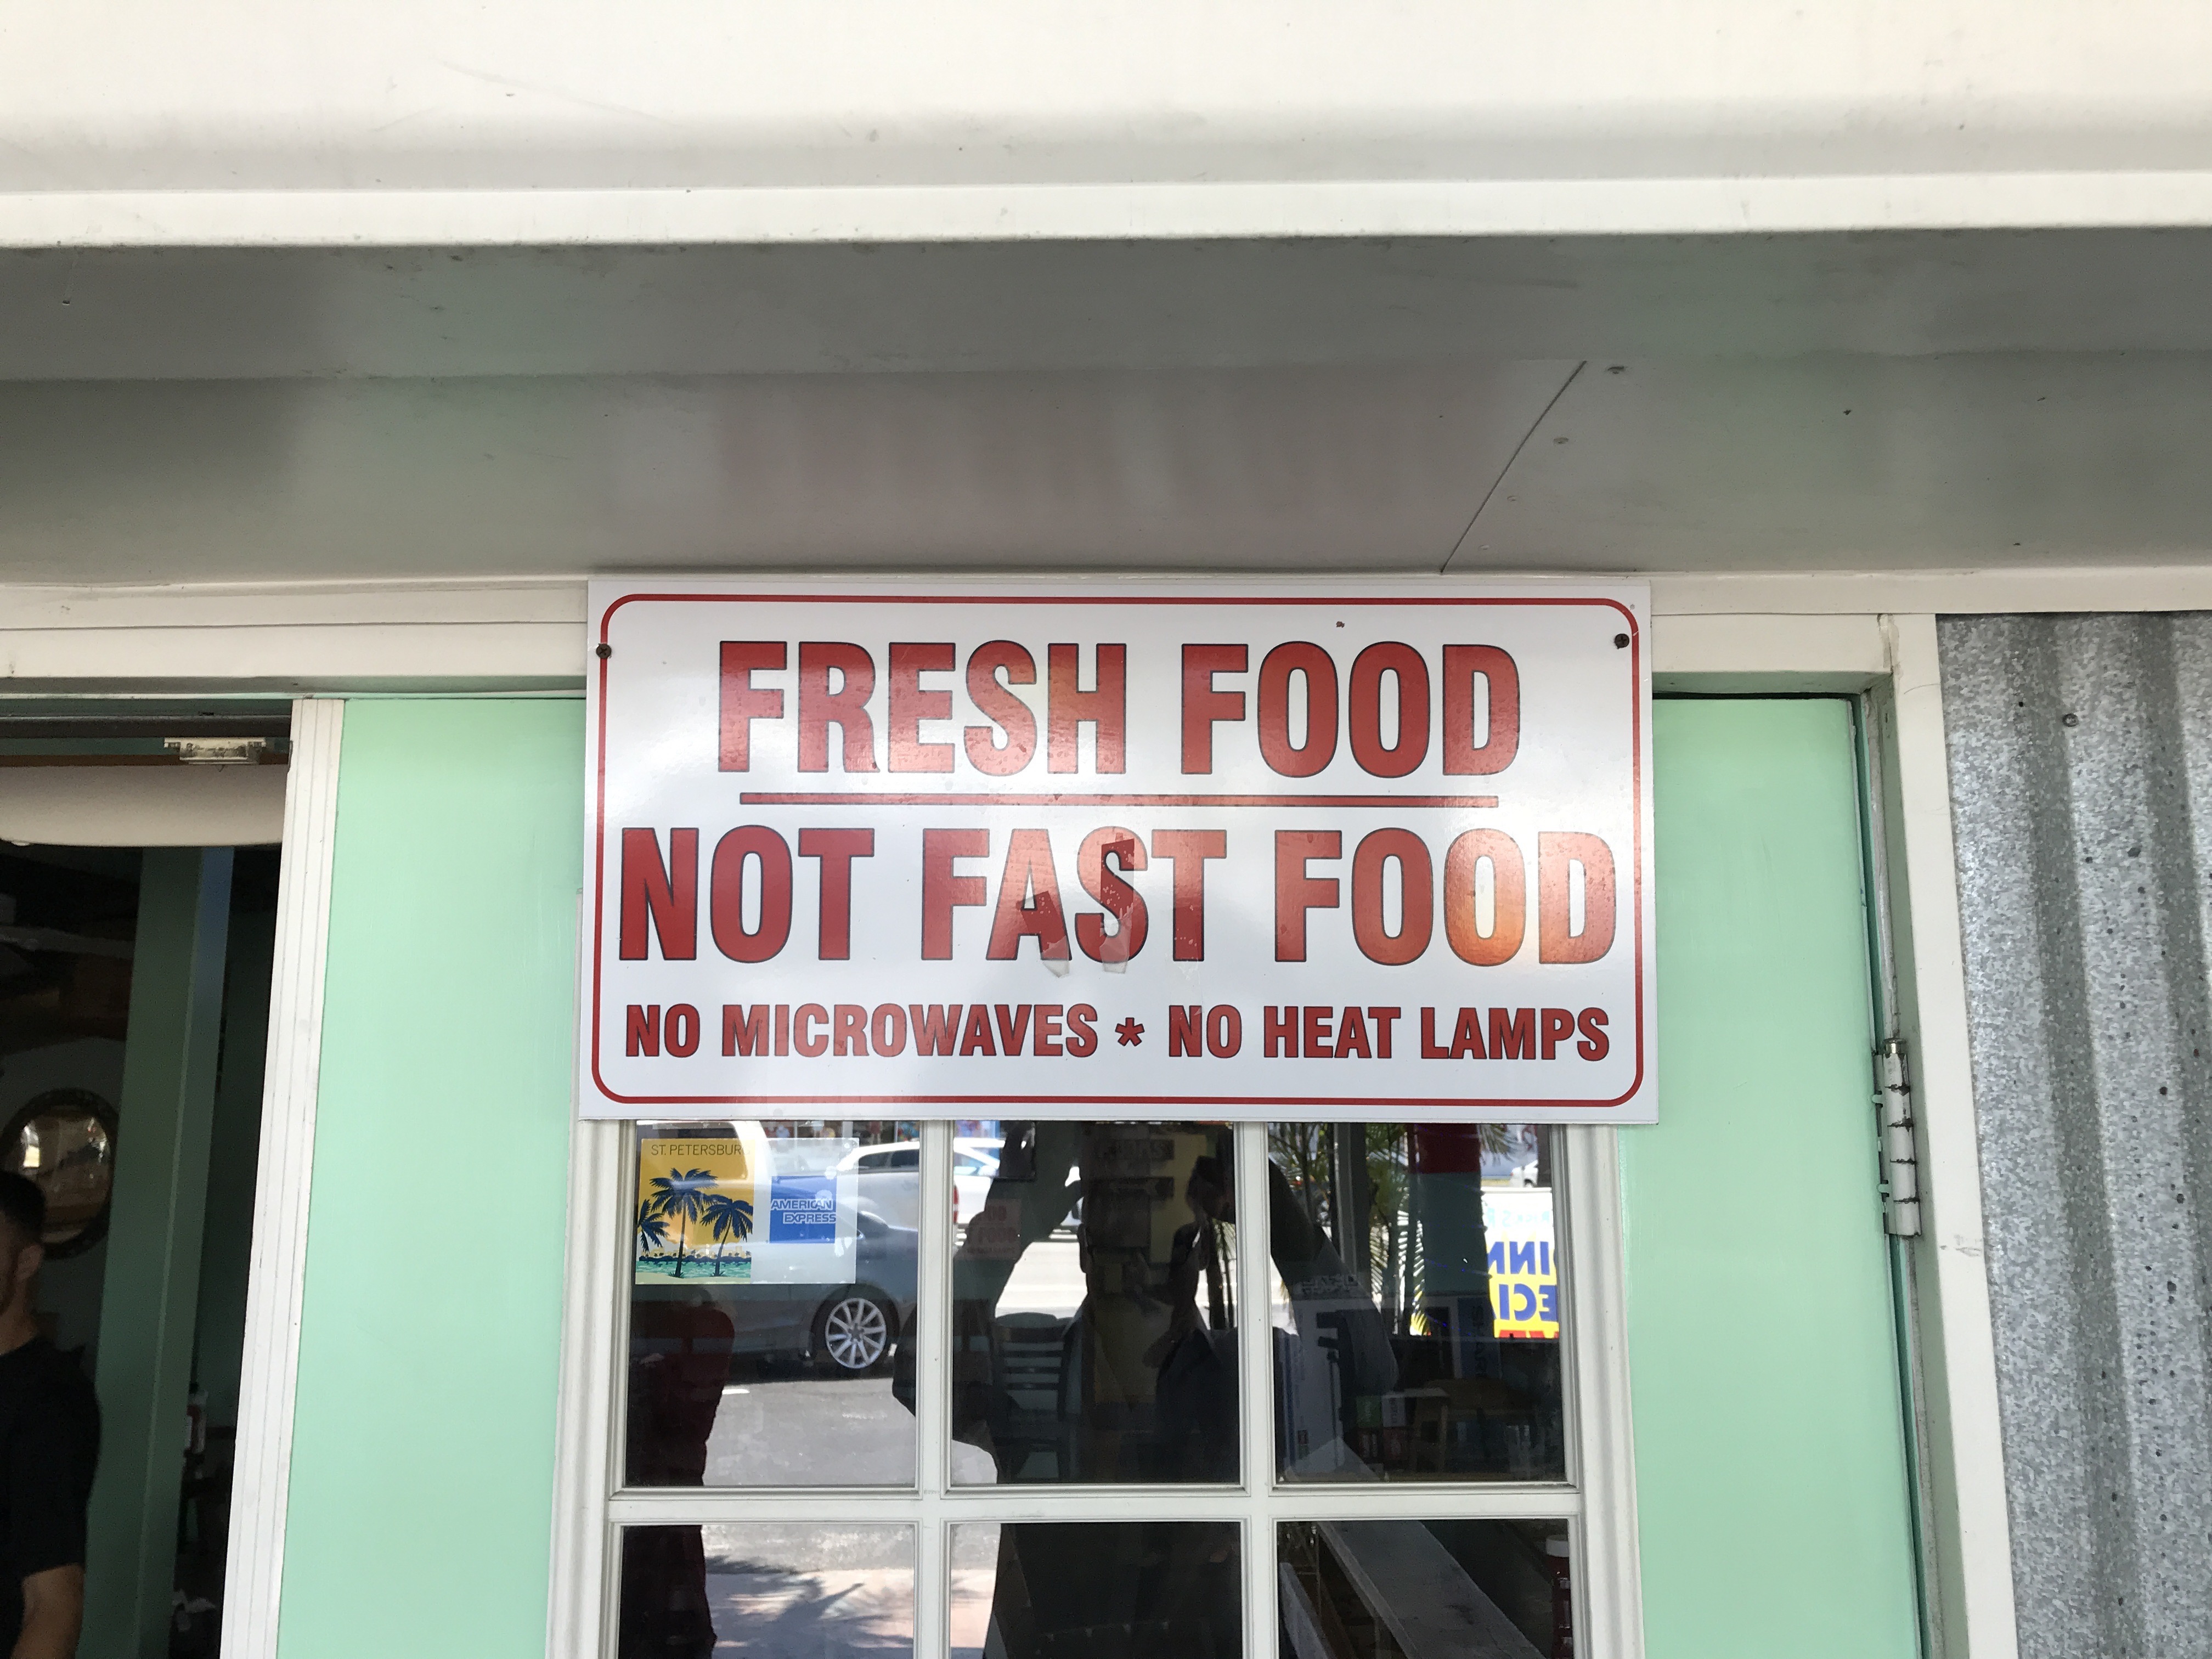 FRESH FOOD
NOT FAST FOOD
NO MICROWAVES * NO HEAT LAMPS
ST. PETERSBURG
AMERICAN
EXPRESS